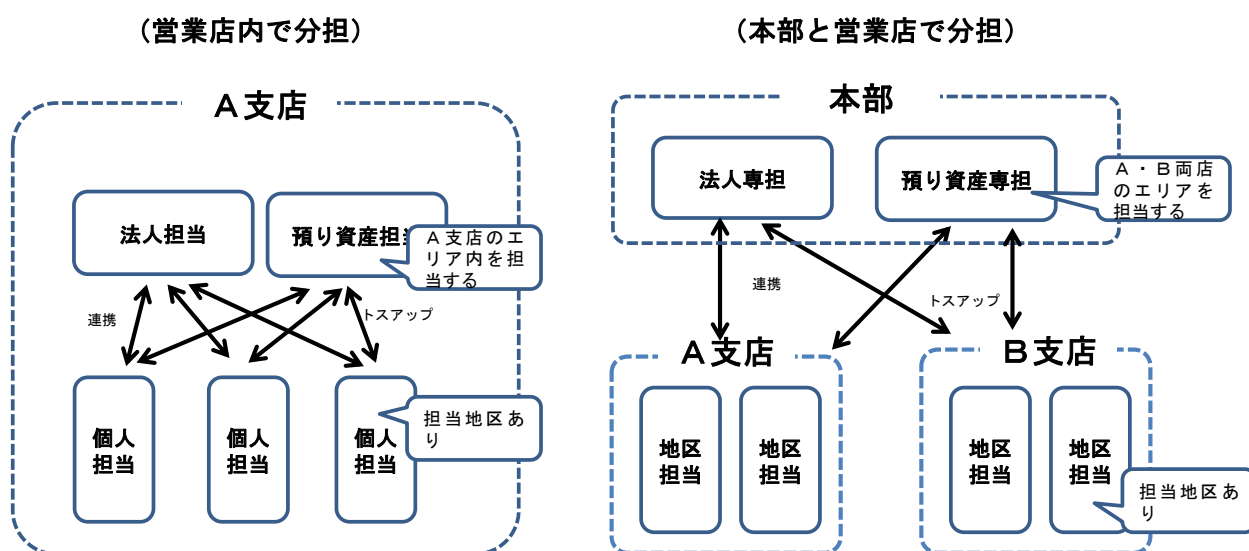 （営業店内で分担）
Ａ支店
法人担当
預り資産担当
Ａ支店のエ
リア内を担
当する
連携
トスアップ
個人
担当
個人
担当
個人
担当
担当地区あ
り
（本部と営業店で分担）
本部
法人専担
預り資産専担
Ａ・Ｂ両店
のエリアを
担当する
連携
トスアップ
Ａ支店
地区
担当
地区
担当
Ｂ支店
地区
担当
地区
担当
担当地区あ
り